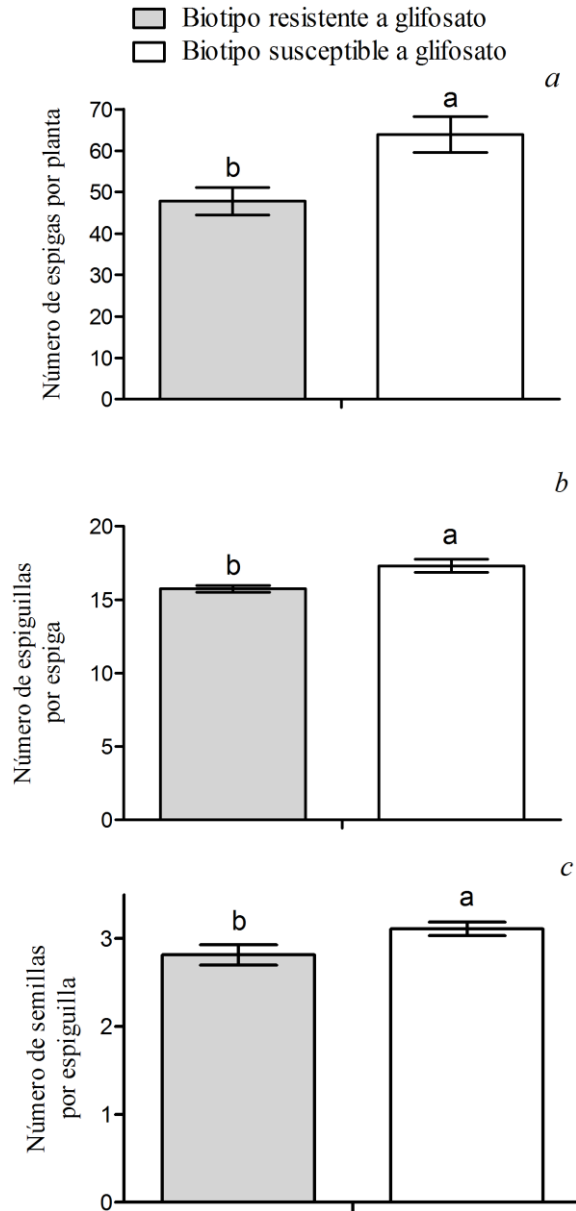 Biotipo resistente a glifosato
Biotipo susceptible a glifosato
a
Número de espigas por planta
70
60
50
40
30
20
10
0
b
a
b
Número de espiguillas
por espiga
20
15
10
5
0
b
a
c
Número de semillas
por espiguilla
3
2
1
0
b
a